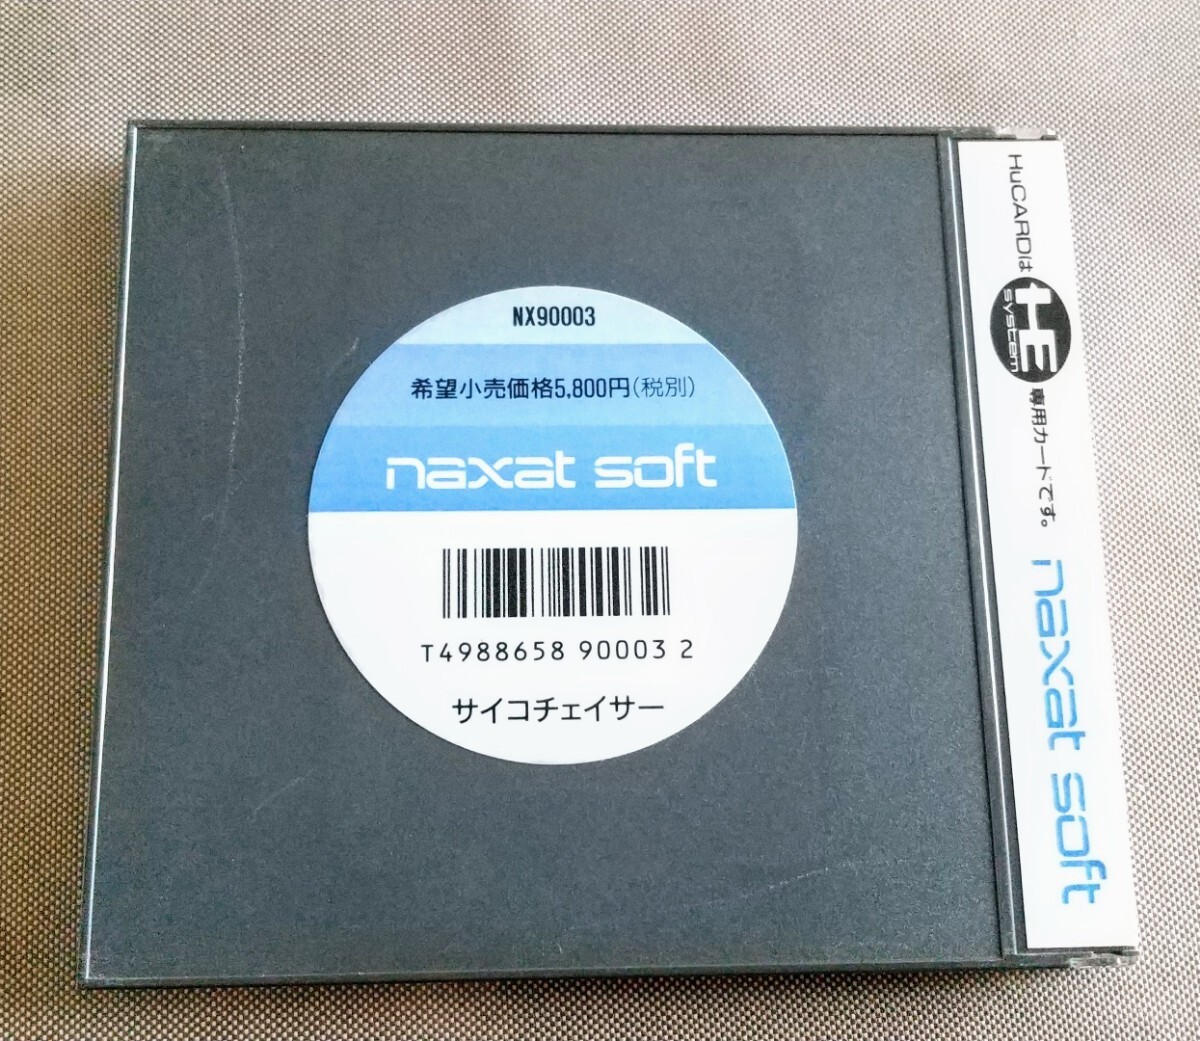 NX90003
希望小売価格5,800円(税別)
naxat soft
T4988658 90003 2
サイコチェイサー
HuCARDは HE system 専用カードです。 naxat soft